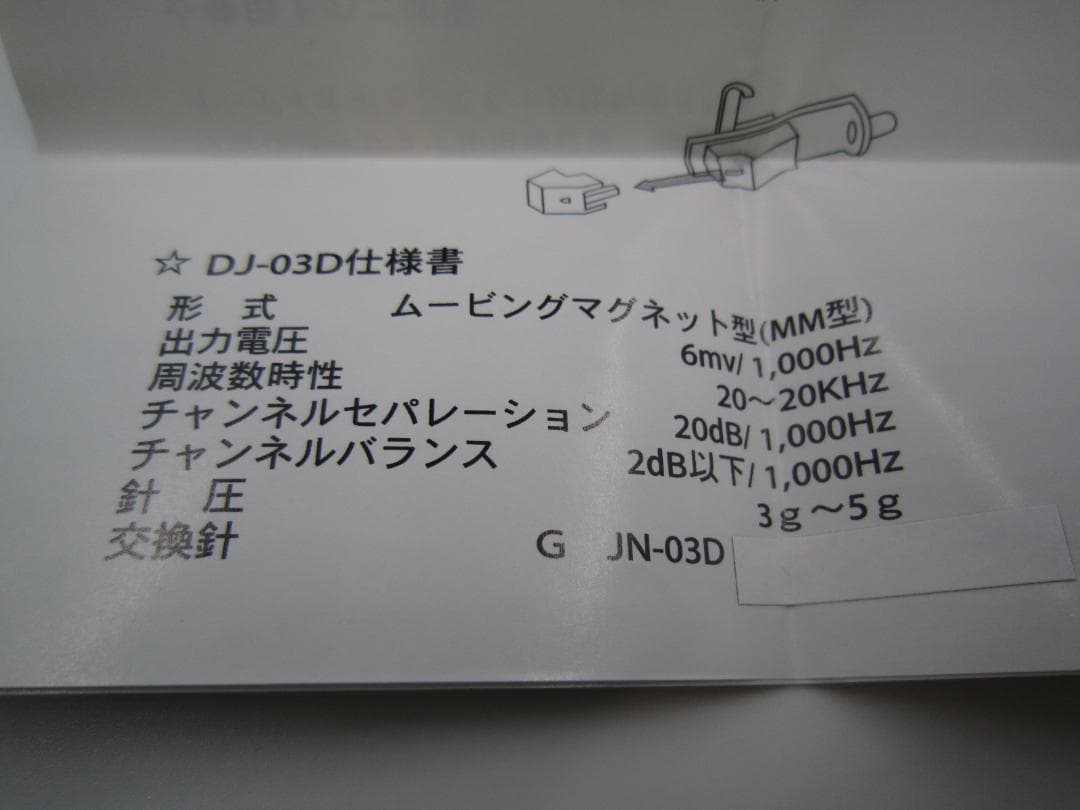 ☆ DJ-03D仕様書
形　式　ムービングマグネット型(MM型)
出力電圧　6mv/1,000Hz
周波数時性　20～20KHz
チャンネルセパレーション　20dB/1,000Hz
チャンネルバランス　2dB以下/1,000Hz
針　圧　3g～5g
交換針　G　JN-03D